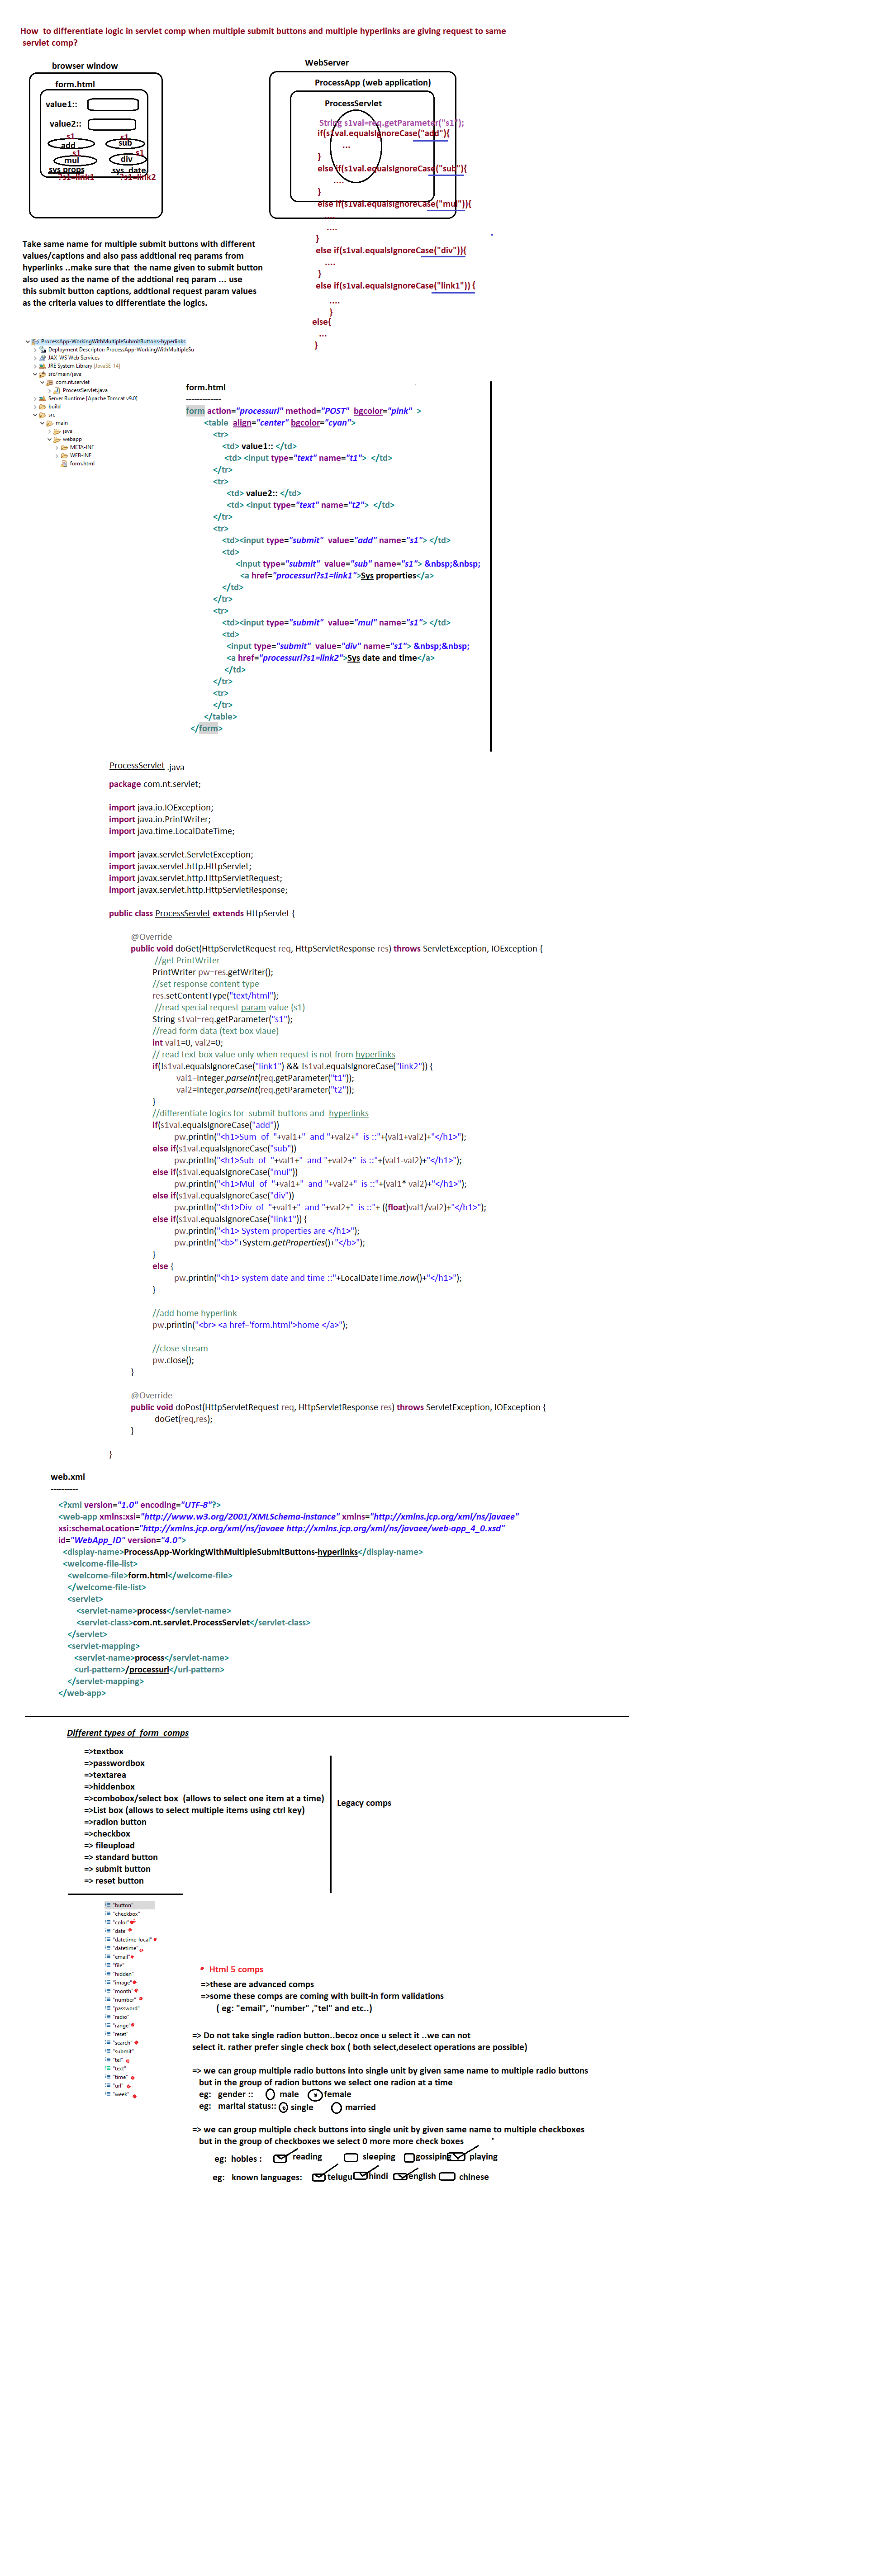 How to differentiate logic in servlet comp when multiple submit buttons and multiple hyperlinks are giving request to same
servlet comp?
browser window
form.html
value1::
value2::
s1
add
s1
sub
s1
mul
s1
div
sys props
?s1=link1
sys date
?s1=link2
WebServer
ProcessApp (web application)
ProcessServlet
String s1val=req.getParameter("s1");
if(s1val.equalsIgnoreCase("add"){
...
}
else if(s1val.equalsIgnoreCase("sub"){
....
}
else if(s1val.equalsIgnoreCase("mul")){
....
}
else if(s1val.equalsIgnoreCase("div")){
....
}
else if(s1val.equalsIgnoreCase("link1")) {
....
}
else{
...
}
Take same name for multiple submit buttons with different
values/captions and also pass addtional req params from
hyperlinks ..make sure that the name given to submit button
also used as the name of the addtional req param ... use
this submit button captions, addtional request param values
as the criteria values to differentiate the logics.
ProcessApp-WorkingWithMultipleSubmitButtons-hyperlinks
Deployment Descriptor: ProcessApp-WorkingWithMultipleSu
JAX-WS Web Services
JRE System Library [JavaSE-14]
src/main/java
com.nt.servlet
ProcessServlet.java
Server Runtime [Apache Tomcat v9.0]
build
src
main
java
webapp
META-INF
WEB-INF
form.html
form.html
-------------
form action="processurl" method="POST" bgcolor="pink" >
<table align="center" bgcolor="cyan">
<tr>
<td> value1:: </td>
<td> <input type="text" name="t1"> </td>
</tr>
<tr>
<td> value2:: </td>
<td> <input type="text" name="t2"> </td>
</tr>
<tr>
<td><input type="submit" value="add" name="s1"> </td>
<td>
<input type="submit" value="sub" name="s1"> &nbsp;&nbsp;
<a href="processurl?s1=link1">Sys properties</a>
</td>
</tr>
<tr>
<td><input type="submit" value="mul" name="s1"> </td>
<td>
<input type="submit" value="div" name="s1"> &nbsp;&nbsp;
<a href="processurl?s1=link2">Sys date and time</a>
</td>
</tr>
<tr>
</tr>
</table>
</form>
ProcessServlet .java
package com.nt.servlet;
import java.io.IOException;
import java.io.PrintWriter;
import java.time.LocalDateTime;
import javax.servlet.ServletException;
import javax.servlet.http.HttpServlet;
import javax.servlet.http.HttpServletRequest;
import javax.servlet.http.HttpServletResponse;
public class ProcessServlet extends HttpServlet {
@Override
public void doGet(HttpServletRequest req, HttpServletResponse res) throws ServletException, IOException {
//get PrintWriter
PrintWriter pw=res.getWriter();
//set response content type
res.setContentType("text/html");
//read special request param value (s1)
String s1val=req.getParameter("s1");
//read form data (text box vlaue)
int val1=0, val2=0;
// read text box value only when request is not from hyperlinks
if(!s1val.equalsIgnoreCase("link1") && !s1val.equalsIgnoreCase("link2")) {
val1=Integer.parseInt(req.getParameter("t1"));
val2=Integer.parseInt(req.getParameter("t2"));
}
//differentiate logics for submit buttons and hyperlinks
if(s1val.equalsIgnoreCase("add"))
pw.println("<h1>Sum of "+val1+" and "+val2+" is ::"+(val1+val2)+"</h1>");
else if(s1val.equalsIgnoreCase("sub"))
pw.println("<h1>Sub of "+val1+" and "+val2+" is ::"+(val1-val2)+"</h1>");
else if(s1val.equalsIgnoreCase("mul"))
pw.println("<h1>Mul of "+val1+" and "+val2+" is ::"+(val1* val2)+"</h1>");
else if(s1val.equalsIgnoreCase("div"))
pw.println("<h1>Div of "+val1+" and "+val2+" is ::"+ ((float)val1/val2)+"</h1>");
else if(s1val.equalsIgnoreCase("link1")) {
pw.println("<h1> System properties are </h1>");
pw.println("<b>"+System.getProperties()+"</b>");
}
else {
pw.println("<h1> system date and time ::"+LocalDateTime.now()+"</h1>");
}
//add home hyperlink
pw.println("<br> <a href='form.html'>home </a>");
//close stream
pw.close();
}
@Override
public void doPost(HttpServletRequest req, HttpServletResponse res) throws ServletException, IOException {
doGet(req,res);
}
}
web.xml
----------
<?xml version="1.0" encoding="UTF-8"?>
<web-app xmlns:xsi="http://www.w3.org/2001/XMLSchema-instance" xmlns="http://xmlns.jcp.org/xml/ns/javaee"
xsi:schemaLocation="http://xmlns.jcp.org/xml/ns/javaee http://xmlns.jcp.org/xml/ns/javaee/web-app_4_0.xsd"
id="WebApp_ID" version="4.0">
<display-name>ProcessApp-WorkingWithMultipleSubmitButtons-hyperlinks</display-name>
<welcome-file-list>
<welcome-file>form.html</welcome-file>
</welcome-file-list>
<servlet>
<servlet-name>process</servlet-name>
<servlet-class>com.nt.servlet.ProcessServlet</servlet-class>
</servlet>
<servlet-mapping>
<servlet-name>process</servlet-name>
<url-pattern>/processurl</url-pattern>
</servlet-mapping>
</web-app>
Different types of form comps
=>textbox
=>passwordbox
=>textarea
=>hiddenbox
=>combobox/select box (allows to select one item at a time)
=>List box (allows to select multiple items using ctrl key)
=>radion button
=>checkbox
=> fileupload
=> standard button
=> submit button
=> reset button
Legacy comps
"button"
"checkbox"
"color"
"date"
"datetime-local"
"datetime"
"email"
"file"
"hidden"
"image"
"month"
"number"
"password"
"radio"
"range"
"reset"
"search"
"submit"
"tel"
"text"
"time"
"url"
"week"
Html 5 comps
=>these are advanced comps
=>some these comps are coming with built-in form validations
( eg: "email", "number" ,"tel" and etc..)
=> Do not take single radion button..becoz once u select it ..we can not
select it. rather prefer single check box ( both select,deselect operations are possible)
=> we can group multiple radio buttons into single unit by given same name to multiple radio buttons
but in the group of radion buttons we select one radion at a time
eg: gender :: male female
eg: marital status:: single married
=> we can group multiple check buttons into single unit by given same name to multiple checkboxes
but in the group of checkboxes we select 0 more more check boxes
eg: hobies : reading sleeping gossiping playing
eg: known languages: telugu hindi english chinese